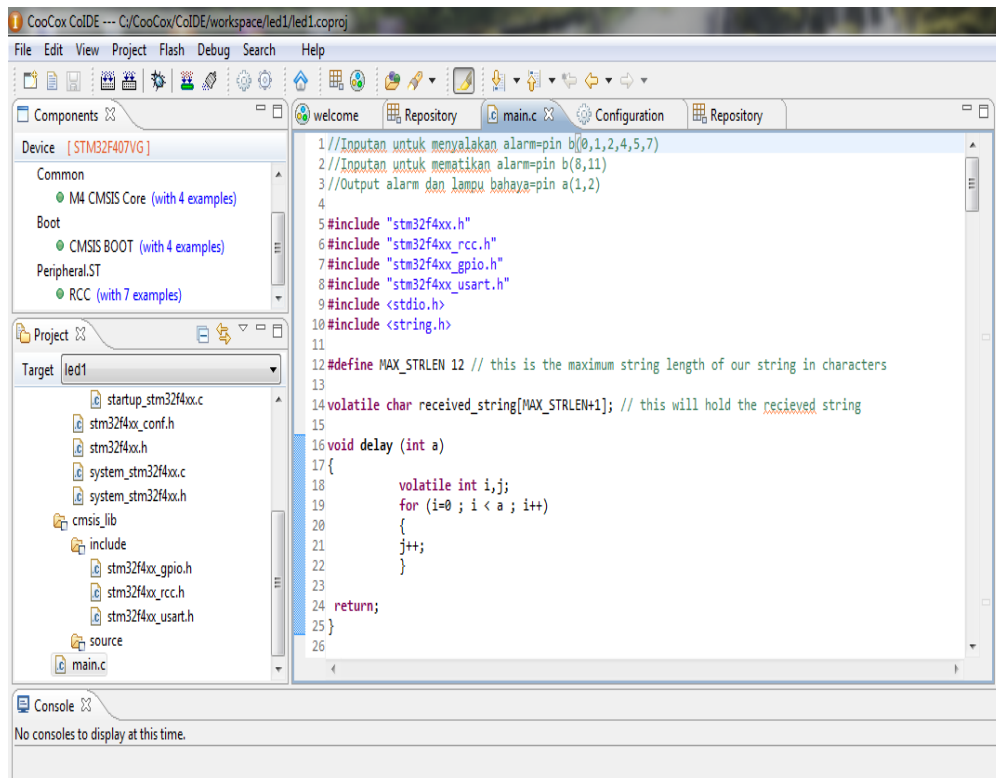 CooCox CoIDE --- C:/CooCox/CoIDE/workspace/led1/led1.coproj
File Edit View Project Flash Debug Search Help
Components
Device [ STM32F407VG ]
Common
M4 CMSIS Core (with 4 examples)
Boot
CMSIS BOOT (with 4 examples)
Peripheral.ST
RCC (with 7 examples)
Project
Target led1
startup_stm32f4xx.c
stm32f4xx_conf.h
stm32f4xx.h
system_stm32f4xx.c
system_stm32f4xx.h
cmsis_lib
include
stm32f4xx_gpio.h
stm32f4xx_rcc.h
stm32f4xx_usart.h
source
main.c
welcome Repository main.c Configuration Repository
1 //Inputan untuk menyalakan alarm=pin b(0,1,2,4,5,7)
2 //Inputan untuk mematikan alarm=pin b(8,11)
3 //Output alarm dan lampu bahaya=pin a(1,2)
4
5 #include "stm32f4xx.h"
6 #include "stm32f4xx_rcc.h"
7 #include "stm32f4xx_gpio.h"
8 #include "stm32f4xx_usart.h"
9 #include <stdio.h>
10 #include <string.h>
11
12 #define MAX_STRLEN 12 // this is the maximum string length of our string in characters
13
14 volatile char received_string[MAX_STRLEN+1]; // this will hold the recieved string
15
16 void delay (int a)
17 {
18 volatile int i,j;
19 for (i=0 ; i < a ; i++)
20 {
21 j++;
22 }
23
24 return;
25 }
26
Console
No consoles to display at this time.